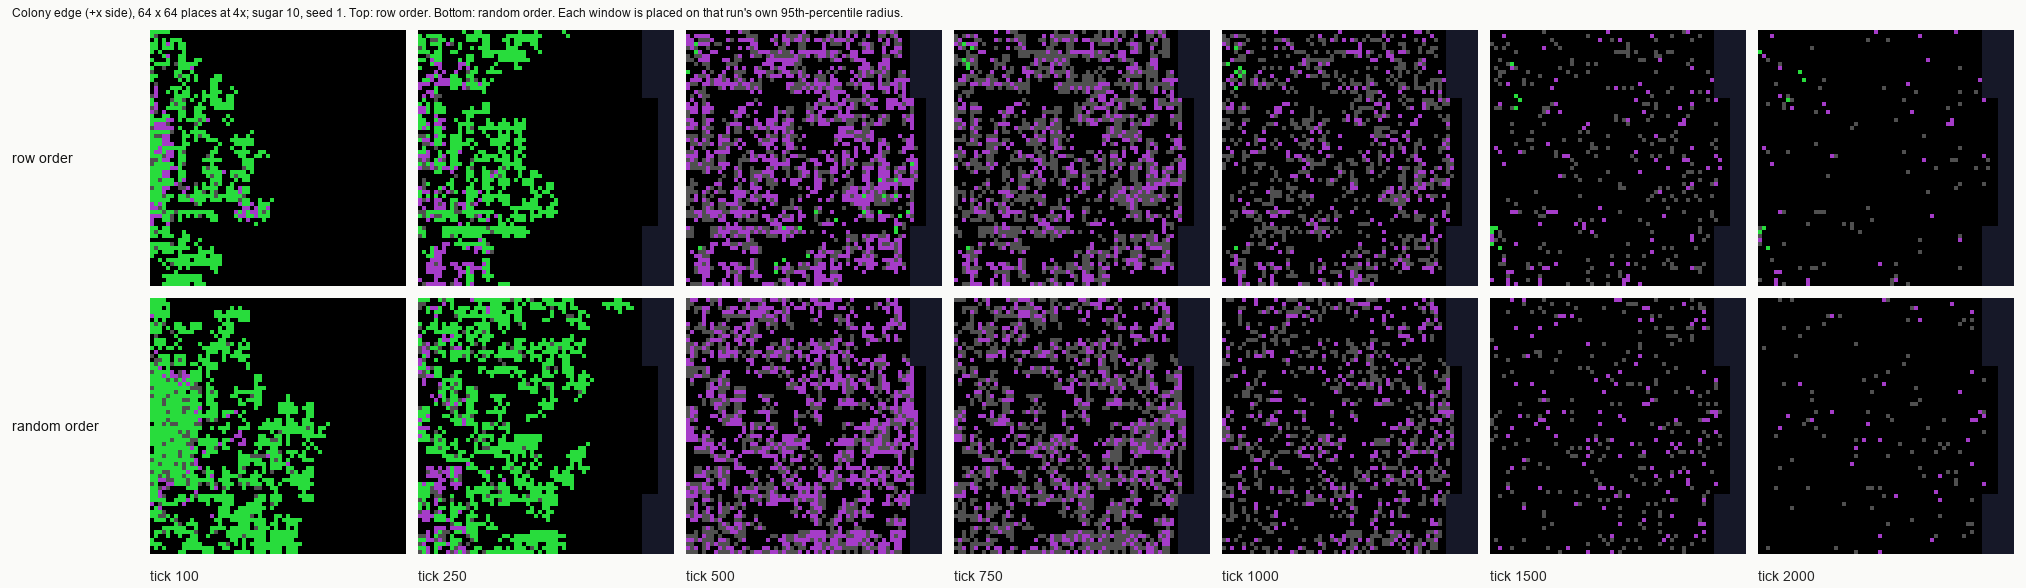 Colony edge (+x side), 64 x 64 places at 4x; sugar 10, seed 1. Top: row order. Bottom: random order. Each window is placed on that run's own 95th-percentile radius.
row order
random order
tick 100
tick 250
tick 500
tick 750
tick 1000
tick 1500
tick 2000